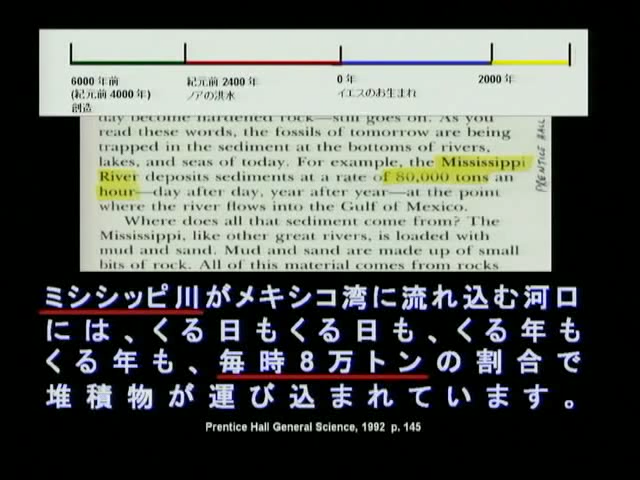 6000 年前
(紀元前 4000 年)
創造
紀元前 2400 年
ノアの洪水
0 年
イエスのお生まれ
2000 年
day become hardened rock—still goes on. As you
read these words, the fossils of tomorrow are being
trapped in the sediment at the bottoms of rivers,
lakes, and seas of today. For example, the Mississippi
River deposits sediments at a rate of 80,000 tons an
hour—day after day, year after year—at the point
where the river flows into the Gulf of Mexico.
Where does all that sediment come from? The
Mississippi, like other great rivers, is loaded with
mud and sand. Mud and sand are made up of small
bits of rock. All of this material comes from rocks
PRENTICE HALL
ミシシッピ川がメキシコ湾に流れ込む河口
には、くる日もくる日も、くる年も
くる年も、毎時8万トンの割合で
堆積物が運び込まれています。
Prentice Hall General Science, 1992 p. 145